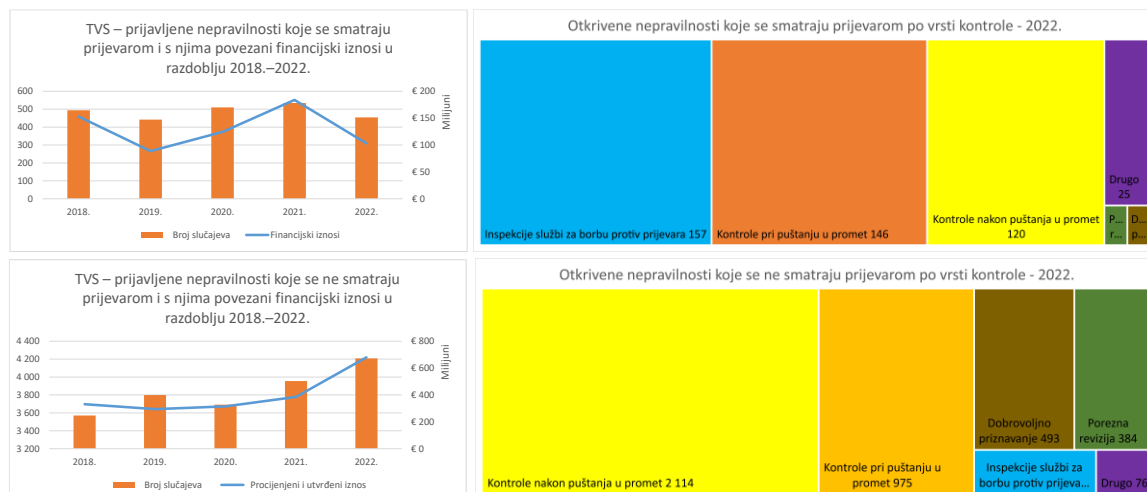 TVS – prijavljene nepravilnosti koje se smatraju
prijevarom i s njima povezani financijski iznosi u
razdoblju 2018.–2022.
600
500
400
300
200
100
0
€ 200
€ 150
€ 100
€ 50
€ 0
Milijuni
2018.
2019.
2020.
2021.
2022.
Broj slučajeva
Financijski iznosi
Otkrivene nepravilnosti koje se smatraju prijevarom po vrsti kontrole - 2022.
Inspekcije službi za borbu protiv prijevara 157
Kontrole pri puštanju u promet 146
Kontrole nakon puštanja u promet
120
Drugo
25
P…
r…
D…
p…
TVS – prijavljene nepravilnosti koje se ne smatraju
prijevarom i s njima povezani financijski iznosi u
razdoblju 2018.–2022.
4 400
4 200
4 000
3 800
3 600
3 400
3 200
€ 800
€ 600
€ 400
€ 200
€ 0
Milijuni
2018.
2019.
2020.
2021.
2022.
Broj slučajeva
Procijenjeni i utvrđeni iznos
Otkrivene nepravilnosti koje se ne smatraju prijevarom po vrsti kontrole - 2022.
Kontrole nakon puštanja u promet 2 114
Kontrole pri puštanju u
promet 975
Dobrovoljno
priznavanje 493
Porezna
revizija 384
Inspekcije službi za
borbu protiv prijeva…
Drugo 76